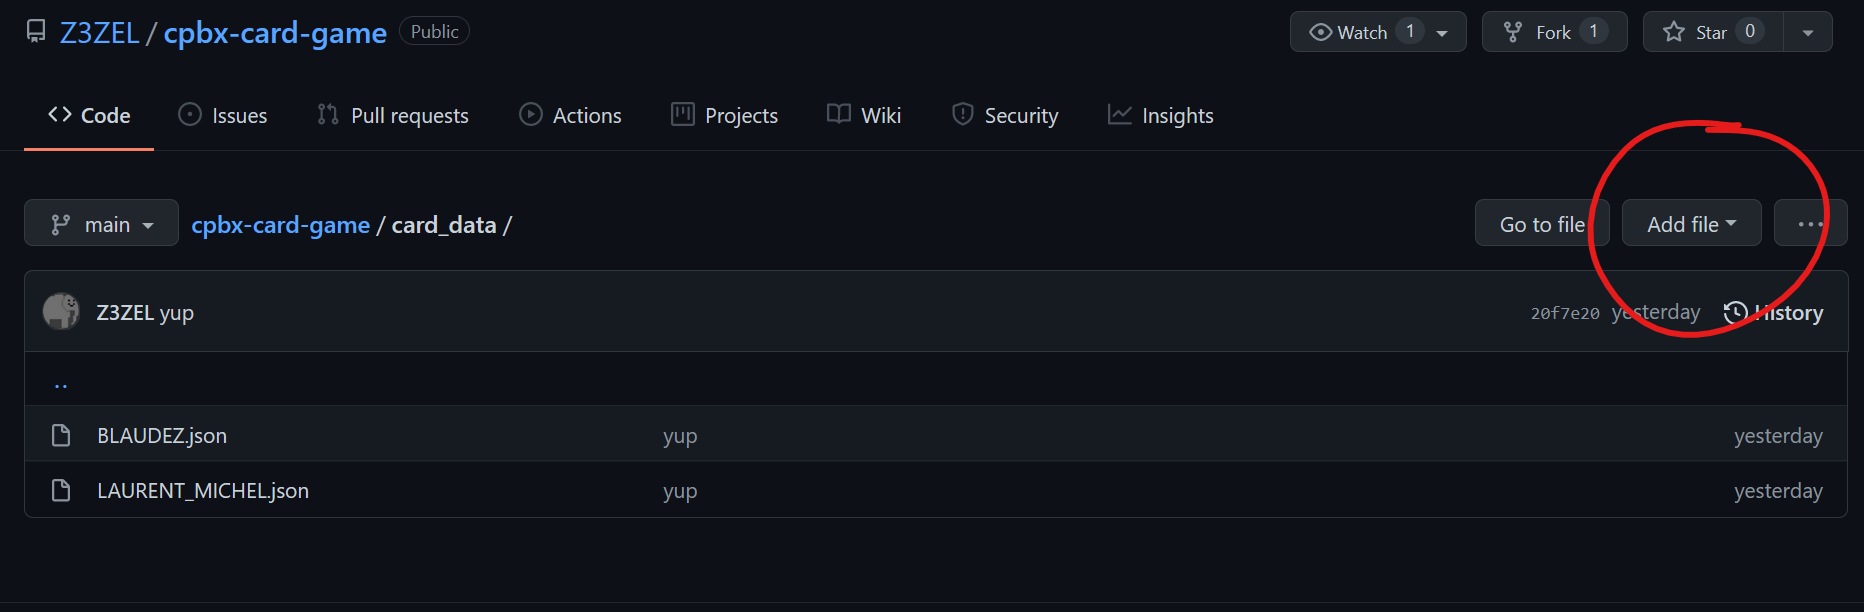 Z3ZEL / cpbx-card-game Public Watch 1 Fork 1 Star 0
Code Issues Pull requests Actions Projects Wiki Security Insights
main cpbx-card-game / card_data / Go to file Add file ...
Z3ZEL yup 20f7e20 yesterday History
..
BLAUDEZ.json yup yesterday
LAURENT_MICHEL.json yup yesterday